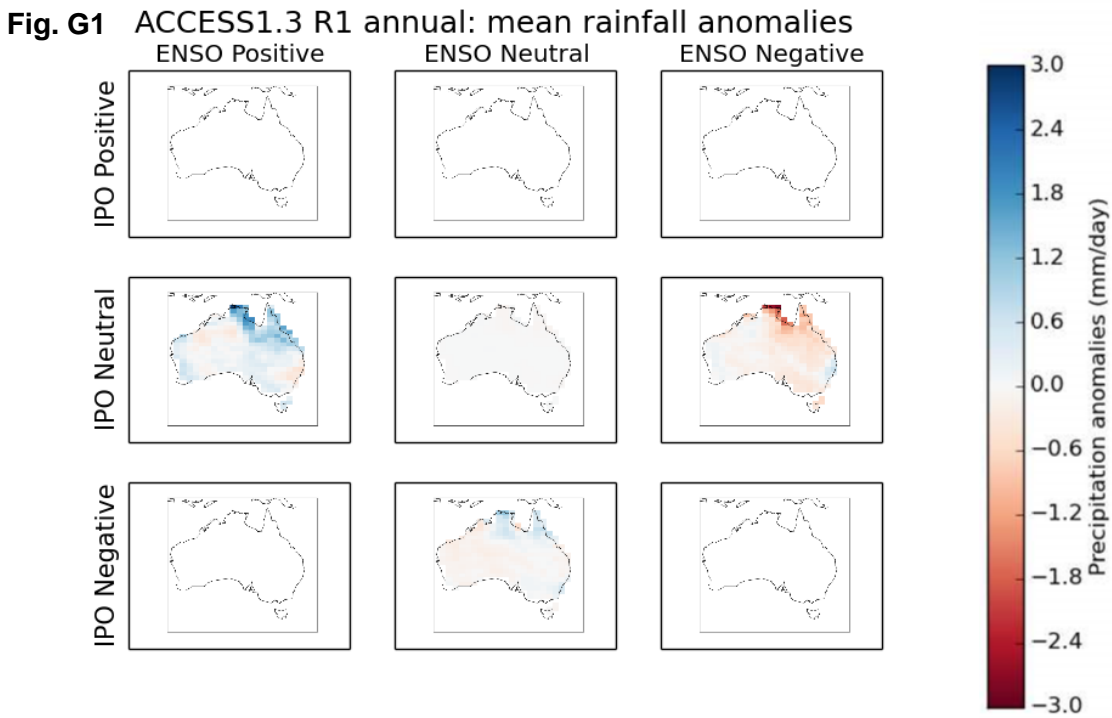 Fig. G1 ACCESS1.3 R1 annual: mean rainfall anomalies
ENSO Positive ENSO Neutral ENSO Negative
IPO Positive
IPO Neutral
IPO Negative
3.0
2.4
1.8
1.2
0.6
0.0
−0.6
−1.2
−1.8
−2.4
−3.0
Precipitation anomalies (mm/day)